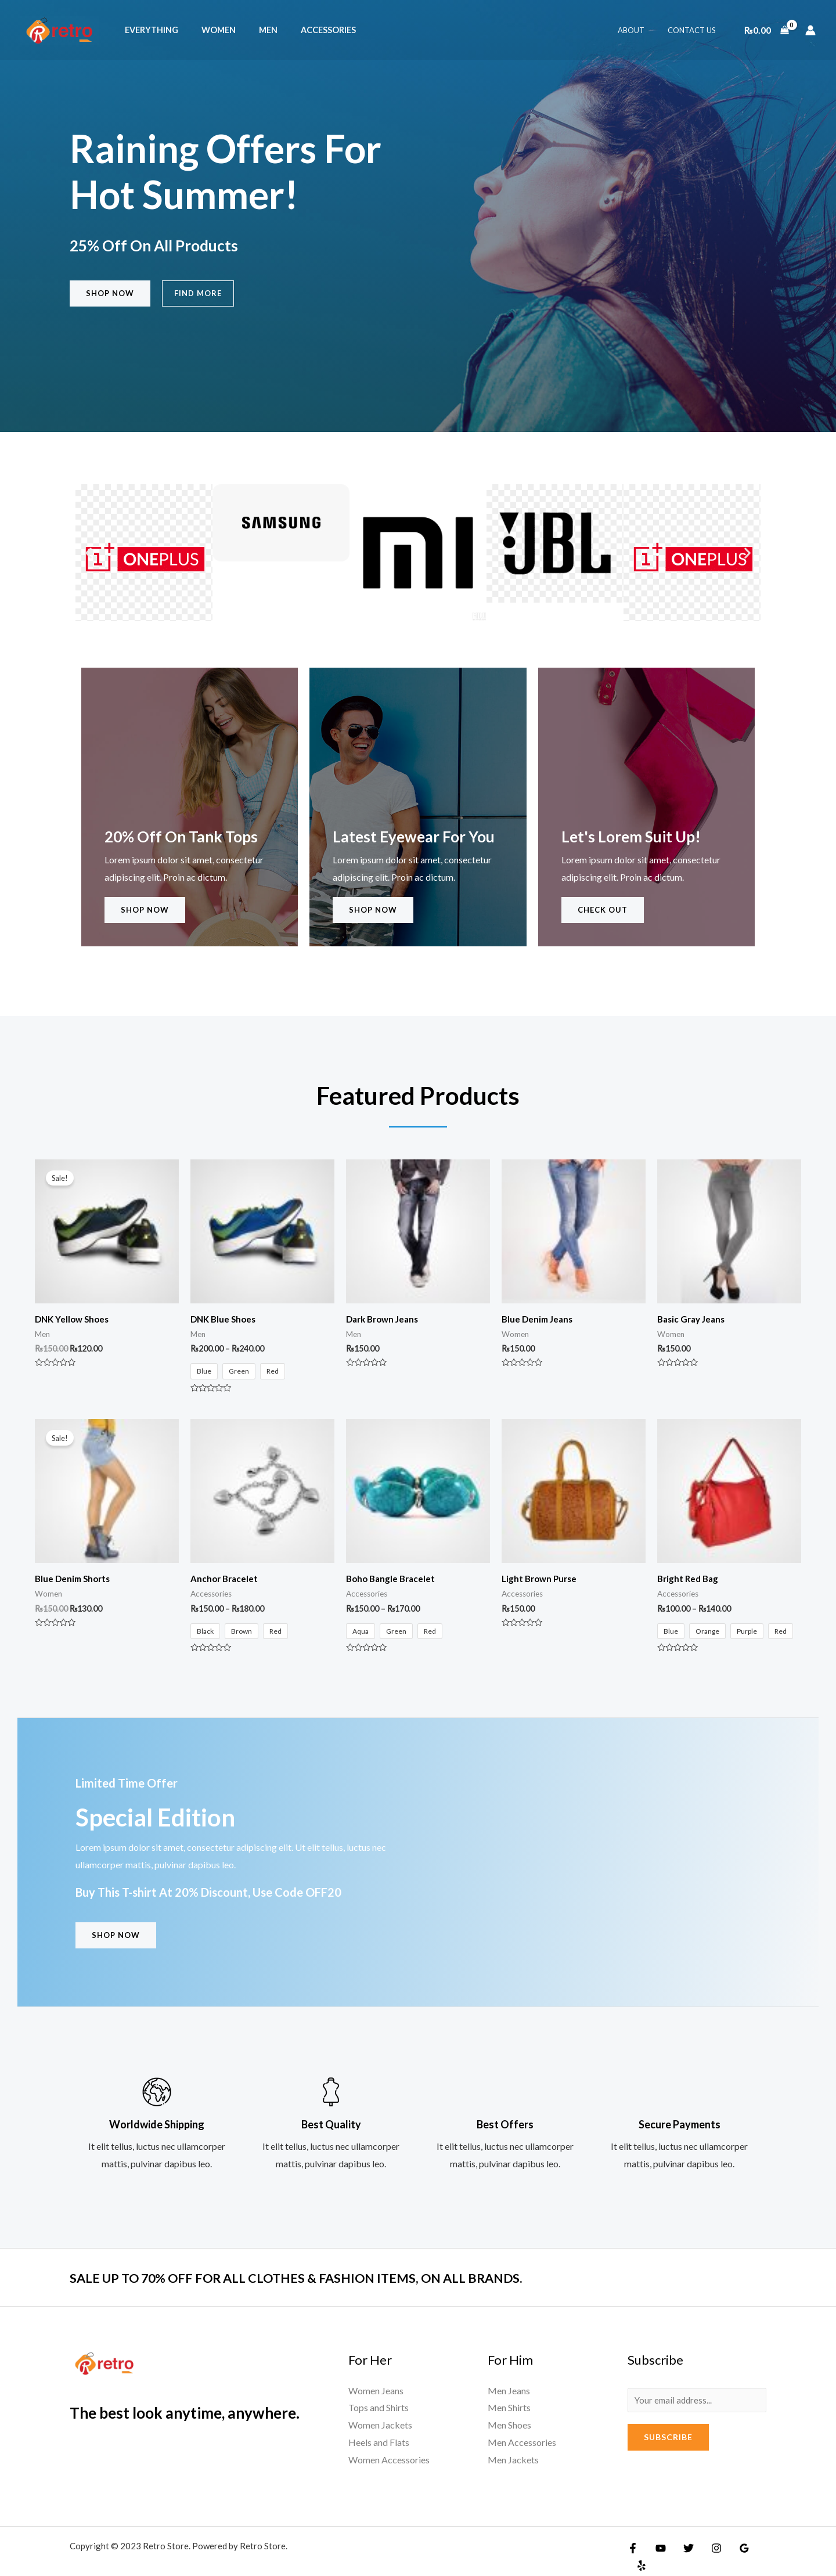 retro
EVERYTHING WOMEN MEN ACCESSORIES
ABOUT CONTACT US ₨0.00 0
Raining Offers For
Hot Summer!
25% Off On All Products
SHOP NOW FIND MORE
1+ ONEPLUS
SAMSUNG
MI
JBL
1+ ONEPLUS
20% Off On Tank Tops
Lorem ipsum dolor sit amet, consectetur
adipiscing elit. Proin ac dictum.
SHOP NOW
Latest Eyewear For You
Lorem ipsum dolor sit amet, consectetur
adipiscing elit. Proin ac dictum.
SHOP NOW
Let's Lorem Suit Up!
Lorem ipsum dolor sit amet, consectetur
adipiscing elit. Proin ac dictum.
CHECK OUT
Featured Products
Sale!
DNK Yellow Shoes
Men
₨150.00 ₨120.00
DNK Blue Shoes
Men
₨200.00 – ₨240.00
Blue Green Red
Dark Brown Jeans
Men
₨150.00
Blue Denim Jeans
Women
₨150.00
Basic Gray Jeans
Women
₨150.00
Sale!
Blue Denim Shorts
Women
₨150.00 ₨130.00
Anchor Bracelet
Accessories
₨150.00 – ₨180.00
Black Brown Red
Boho Bangle Bracelet
Accessories
₨150.00 – ₨170.00
Aqua Green Red
Light Brown Purse
Accessories
₨150.00
Bright Red Bag
Accessories
₨100.00 – ₨140.00
Blue Orange Purple Red
Limited Time Offer
Special Edition
Lorem ipsum dolor sit amet, consectetur adipiscing elit. Ut elit tellus, luctus nec
ullamcorper mattis, pulvinar dapibus leo.
Buy This T-shirt At 20% Discount, Use Code OFF20
SHOP NOW
Worldwide Shipping
It elit tellus, luctus nec ullamcorper
mattis, pulvinar dapibus leo.
Best Quality
It elit tellus, luctus nec ullamcorper
mattis, pulvinar dapibus leo.
Best Offers
It elit tellus, luctus nec ullamcorper
mattis, pulvinar dapibus leo.
Secure Payments
It elit tellus, luctus nec ullamcorper
mattis, pulvinar dapibus leo.
SALE UP TO 70% OFF FOR ALL CLOTHES & FASHION ITEMS, ON ALL BRANDS.
retro
The best look anytime, anywhere.
For Her
Women Jeans
Tops and Shirts
Women Jackets
Heels and Flats
Women Accessories
For Him
Men Jeans
Men Shirts
Men Shoes
Men Accessories
Men Jackets
Subscribe
Your email address...
SUBSCRIBE
Copyright © 2023 Retro Store. Powered by Retro Store.